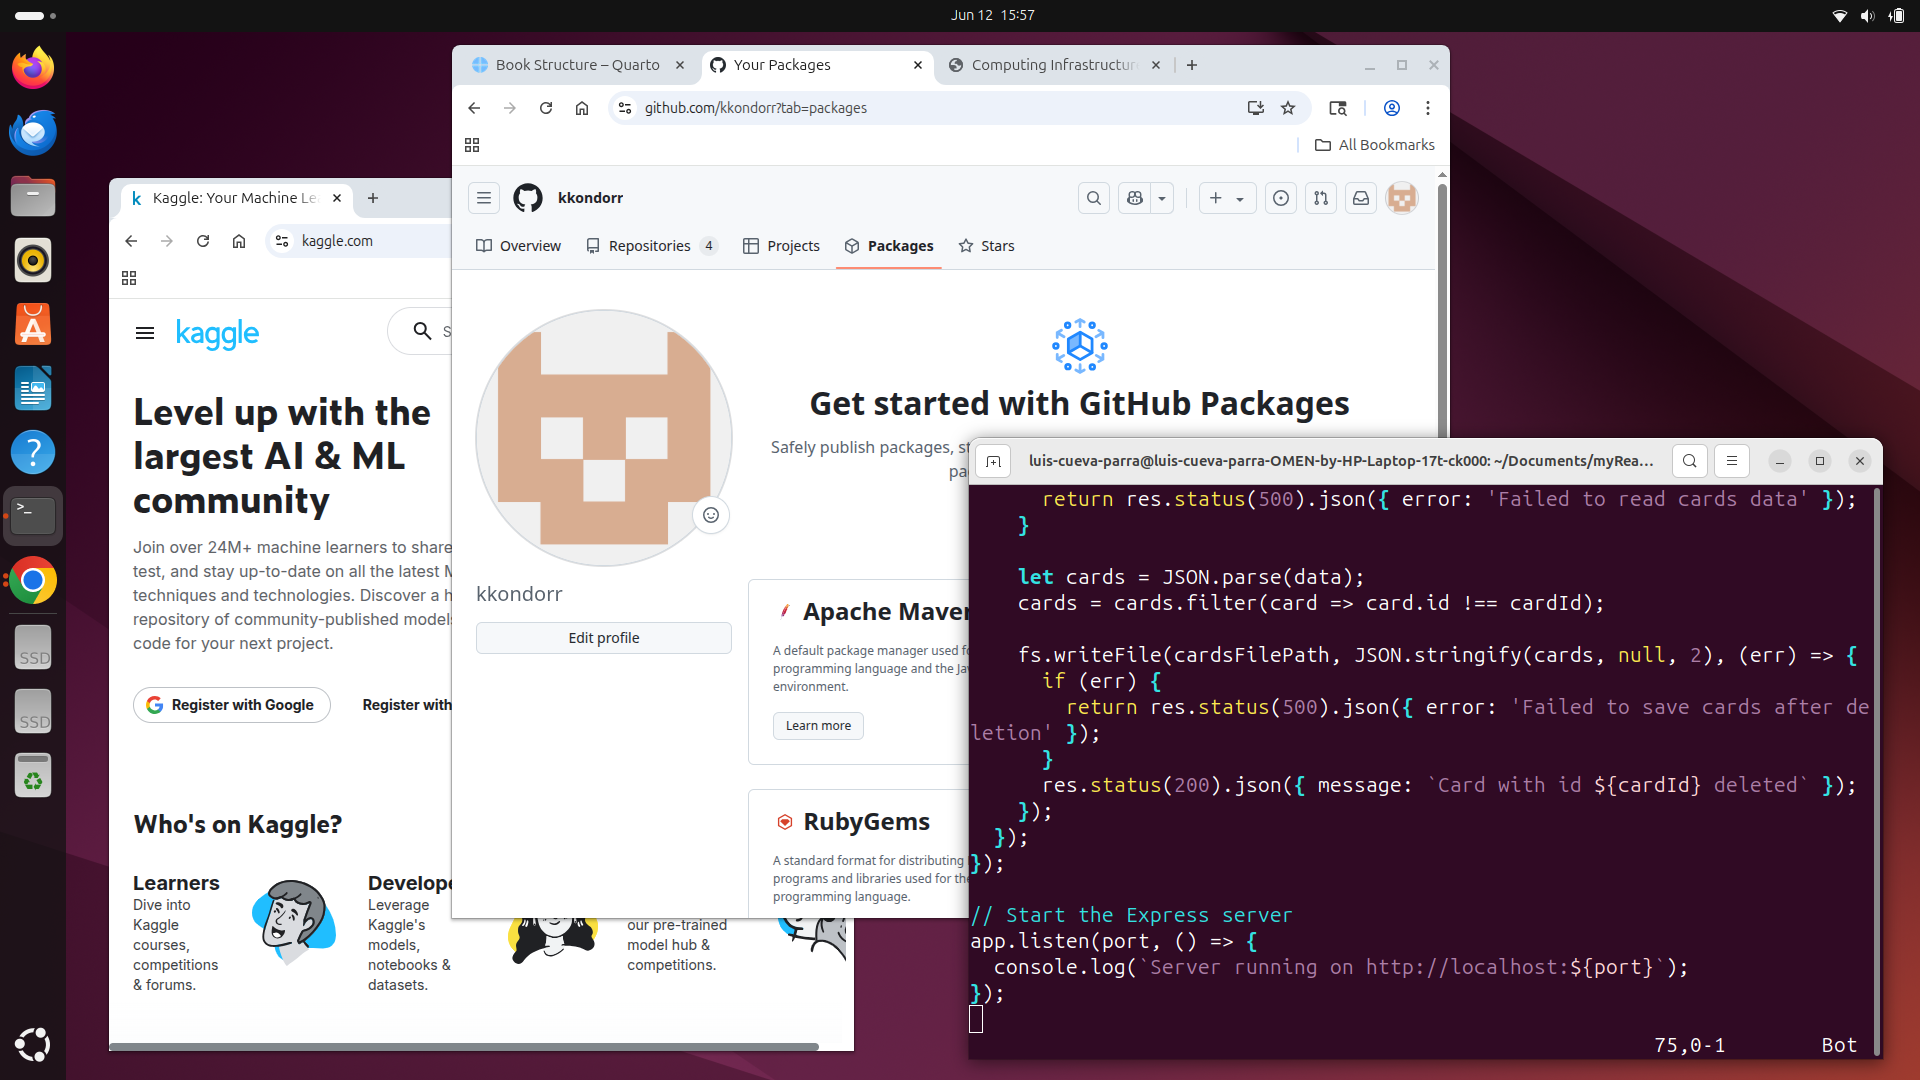 Jun 12 15:57
Book Structure – Quarto
Your Packages
Computing Infrastructur
github.com/kkondorr?tab=packages
All Bookmarks
kkondorr
Overview
Repositories 4
Projects
Packages
Stars
Get started with GitHub Packages
Safely publish packages, st
pac
kkondorr
Edit profile
Apache Maven
A default package manager used fo
programming language and the Jav
environment.
Learn more
RubyGems
A standard format for distributing
programs and libraries used for the
programming language.
Kaggle: Your Machine Le
kaggle.com
kaggle
S
Level up with the
largest AI & ML
community
Join over 24M+ machine learners to share
test, and stay up-to-date on all the latest M
techniques and technologies. Discover a h
repository of community-published models
code for your next project.
Register with Google
Register with
Who's on Kaggle?
Learners
Dive into
Kaggle
courses,
competitions
& forums.
Develope
Leverage
Kaggle's
models,
notebooks &
datasets.
our pre-trained
model hub &
competitions.
luis-cueva-parra@luis-cueva-parra-OMEN-by-HP-Laptop-17t-ck000: ~/Documents/myRea...
return res.status(500).json({ error: 'Failed to read cards data' });
}
let cards = JSON.parse(data);
cards = cards.filter(card => card.id !== cardId);
fs.writeFile(cardsFilePath, JSON.stringify(cards, null, 2), (err) => {
if (err) {
return res.status(500).json({ error: 'Failed to save cards after de
letion' });
}
res.status(200).json({ message: `Card with id ${cardId} deleted` });
});
});
});
// Start the Express server
app.listen(port, () => {
console.log(`Server running on http://localhost:${port}`);
});
75,0-1 Bot
SSD
SSD